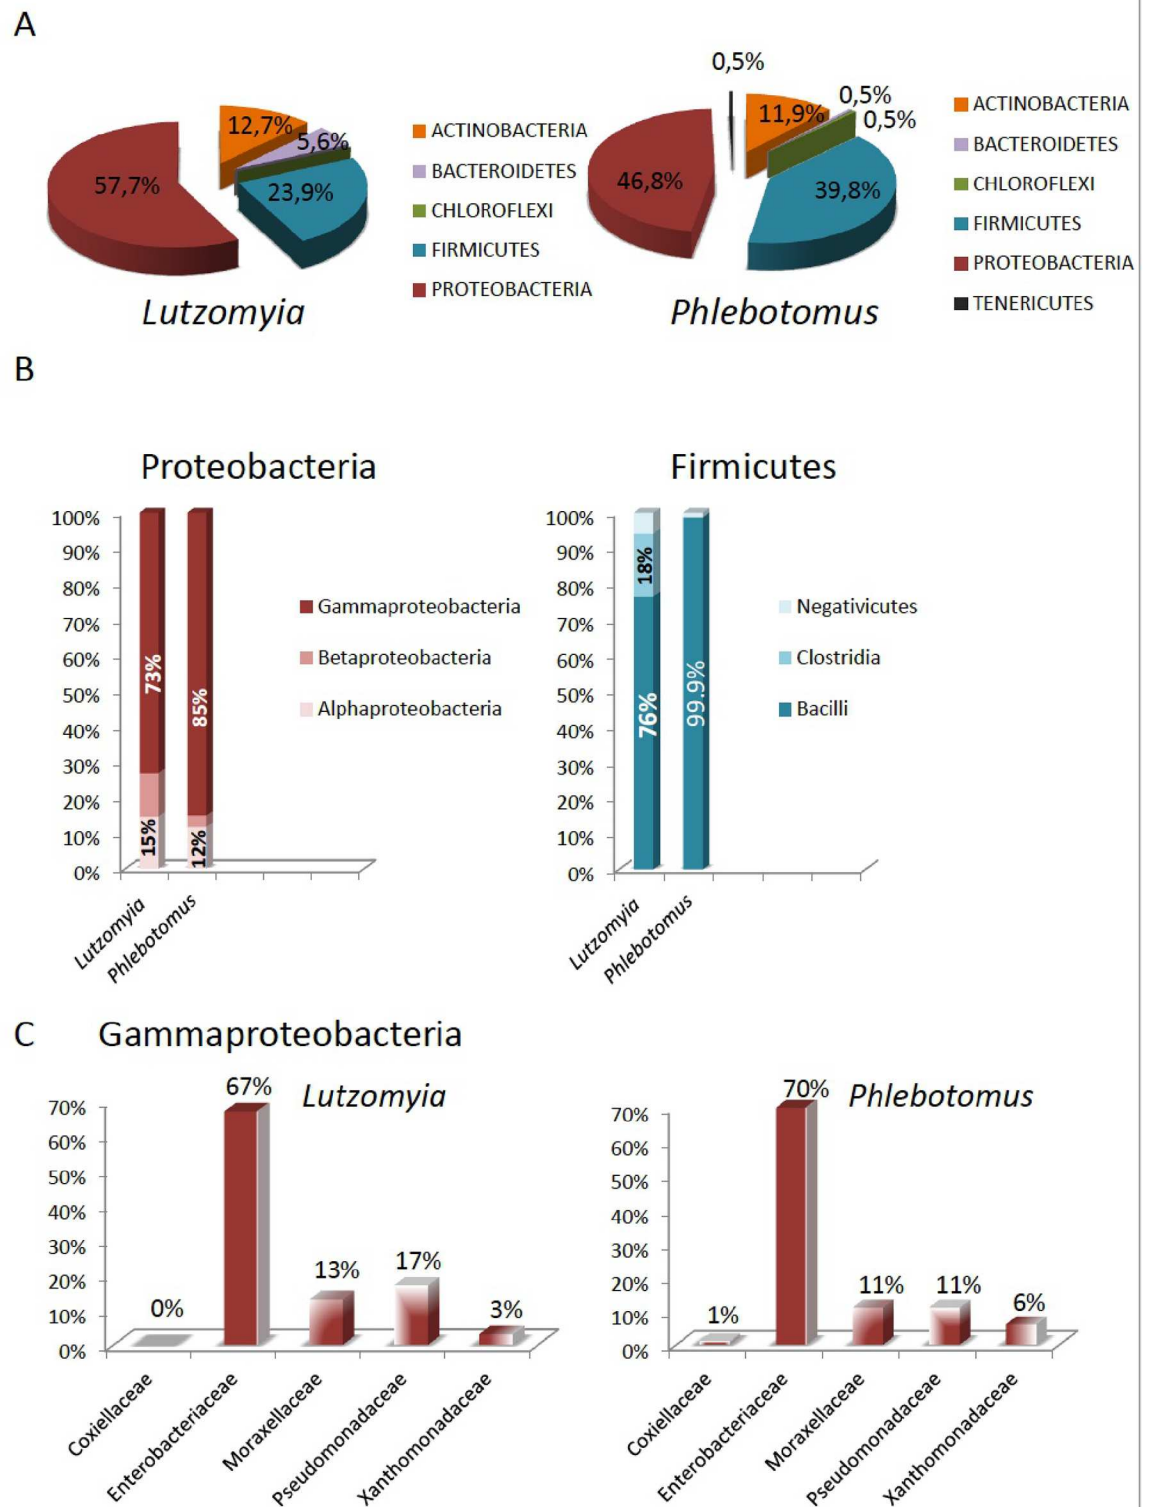 A
12,7%
5,6%
57,7%
23,9%
ACTINOBACTERIA
BACTEROIDETES
CHLOROFLEXI
FIRMICUTES
PROTEOBACTERIA
Lutzomyia
0,5%
11,9%
0,5%
0,5%
46,8%
39,8%
ACTINOBACTERIA
BACTEROIDETES
CHLOROFLEXI
FIRMICUTES
PROTEOBACTERIA
TENERICUTES
Phlebotomus
B
Proteobacteria
100%
90%
80%
70%
60%
50%
40%
30%
20%
10%
0%
73%
15%
85%
12%
Gammaproteobacteria
Betaproteobacteria
Alphaproteobacteria
Lutzomyia
Phlebotomus
Firmicutes
100%
90%
80%
70%
60%
50%
40%
30%
20%
10%
0%
18%
76%
99.9%
Negativicutes
Clostridia
Bacilli
Lutzomyia
Phlebotomus
C
Gammaproteobacteria
Lutzomyia
70%
60%
50%
40%
30%
20%
10%
0%
0%
67%
13%
17%
3%
Coxiellaceae
Enterobacteriaceae
Moraxellaceae
Pseudomonadaceae
Xanthomonadaceae
Phlebotomus
70%
60%
50%
40%
30%
20%
10%
0%
1%
70%
11%
11%
6%
Coxiellaceae
Enterobacteriaceae
Moraxellaceae
Pseudomonadaceae
Xanthomonadaceae